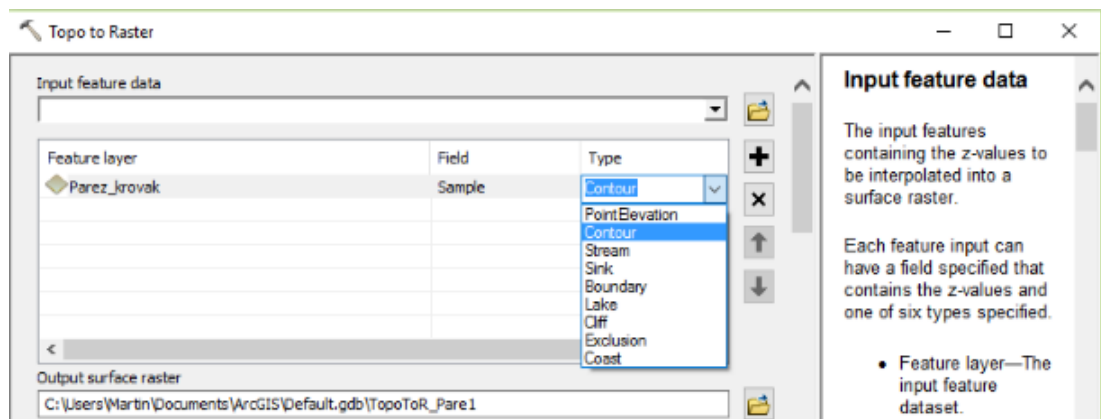 Topo to Raster
Input feature data
Feature layer Field Type
Parez_krovak Sample Contour
PointElevation
Contour
Stream
Sink
Boundary
Lake
Cliff
Exclusion
Coast
Output surface raster
C:\Users\Martin\Documents\ArcGIS\Default.gdb\TopoToR_Pare1
Input feature data
The input features
containing the z-values to
be interpolated into a
surface raster.
Each feature input can
have a field specified that
contains the z-values and
one of six types specified.
• Feature layer—The
input feature
dataset.